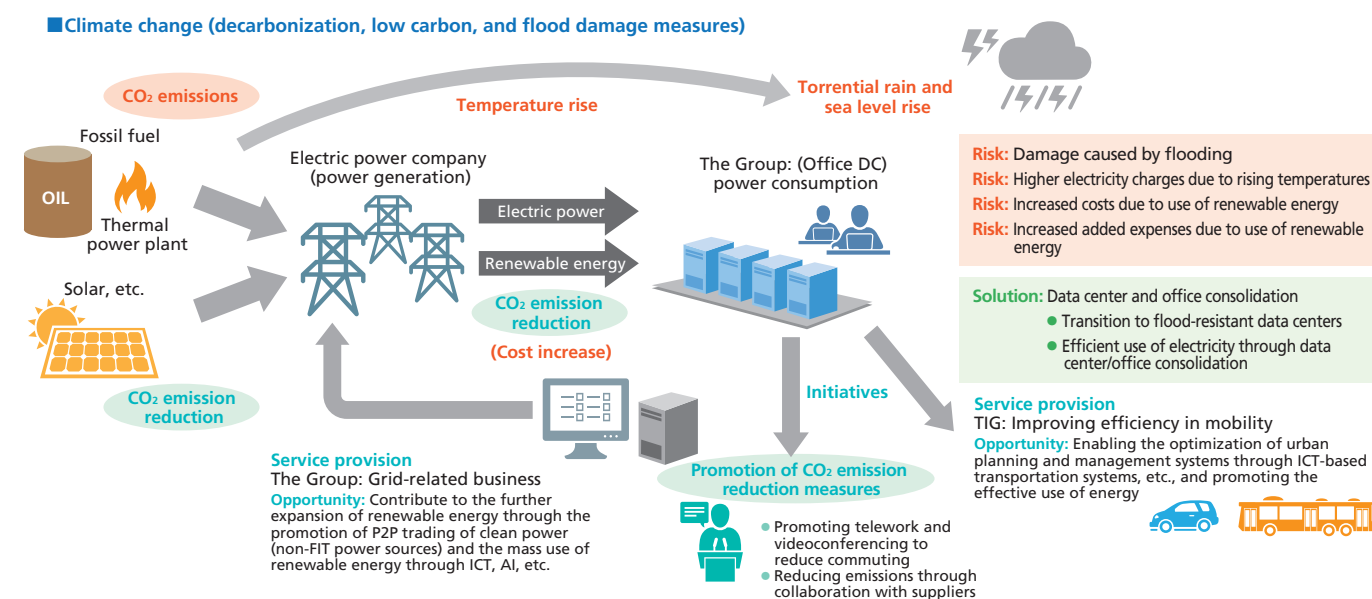 ■Climate change (decarbonization, low carbon, and flood damage measures)
CO₂ emissions
Temperature rise
Torrential rain and
sea level rise
Fossil fuel
OIL
Thermal
power plant
Solar, etc.
CO₂ emission
reduction
Electric power company
(power generation)
Electric power
Renewable energy
CO₂ emission
reduction
(Cost increase)
The Group: (Office DC)
power consumption
Risk: Damage caused by flooding
Risk: Higher electricity charges due to rising temperatures
Risk: Increased costs due to use of renewable energy
Risk: Increased added expenses due to use of renewable
energy
Solution: Data center and office consolidation
● Transition to flood-resistant data centers
● Efficient use of electricity through data
center/office consolidation
Service provision
The Group: Grid-related business
Opportunity: Contribute to the further
expansion of renewable energy through the
promotion of P2P trading of clean power
(non-FIT power sources) and the mass use of
renewable energy through ICT, AI, etc.
Initiatives
Promotion of CO₂ emission
reduction measures
● Promoting telework and
videoconferencing to
reduce commuting
● Reducing emissions through
collaboration with suppliers
Service provision
TIG: Improving efficiency in mobility
Opportunity: Enabling the optimization of urban
planning and management systems through ICT-based
transportation systems, etc., and promoting the
effective use of energy